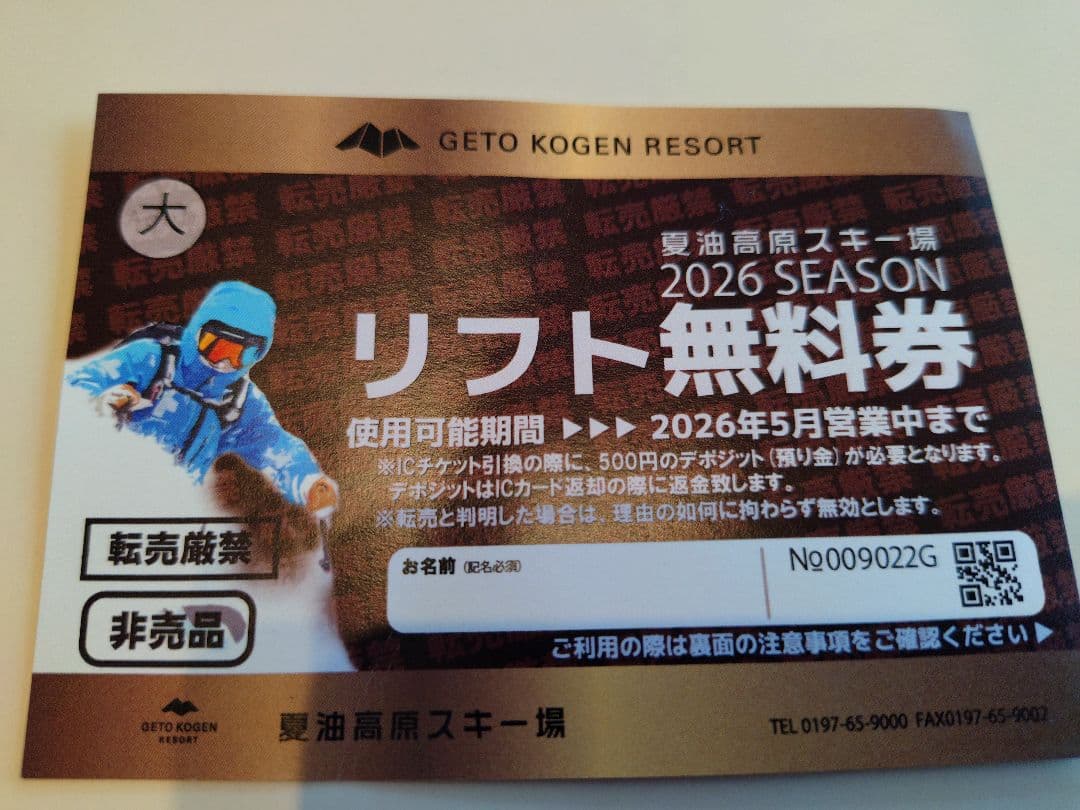 GETO KOGEN RESORT
大
夏油高原スキー場
2026 SEASON
リフト無料券
使用可能期間 ▷▷▷ 2026年5月営業中まで
※ICチケット引換の際に、500円のデポジット(預り金)が必要となります。
デポジットはICカード返却の際に返金致します。
※転売と判明した場合は、理由の如何に拘わらず無効とします。
転売厳禁
非売品
お名前(記名必須)
№009022G
ご利用の際は裏面の注意事項をご確認ください▶
GETO KOGEN
RESORT
夏油高原スキー場
TEL 0197-65-9000 FAX0197-65-9002